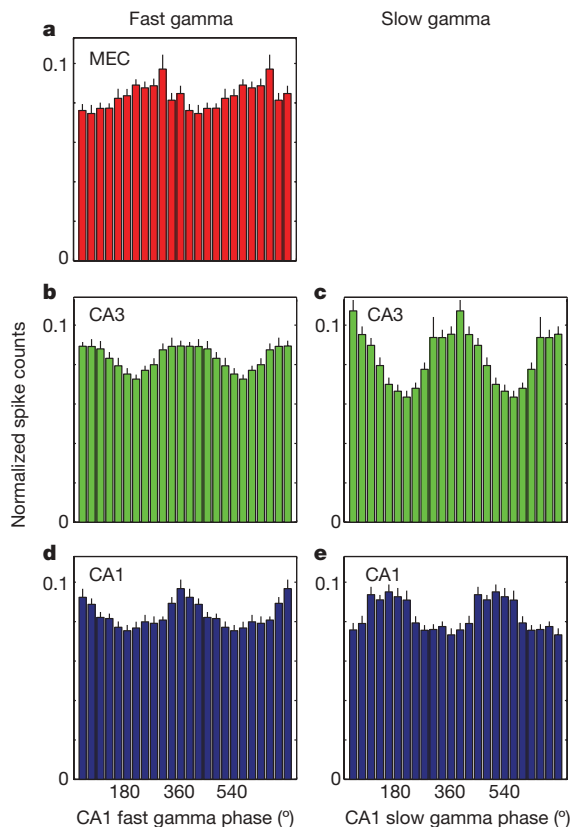 Fast gamma
Slow gamma
a
MEC
0.1
0
b
CA3
0.1
0
c
CA3
0.1
0
d
CA1
0.1
0
180 360 540
CA1 fast gamma phase (º)
e
CA1
0.1
0
180 360 540
CA1 slow gamma phase (º)
Normalized spike counts